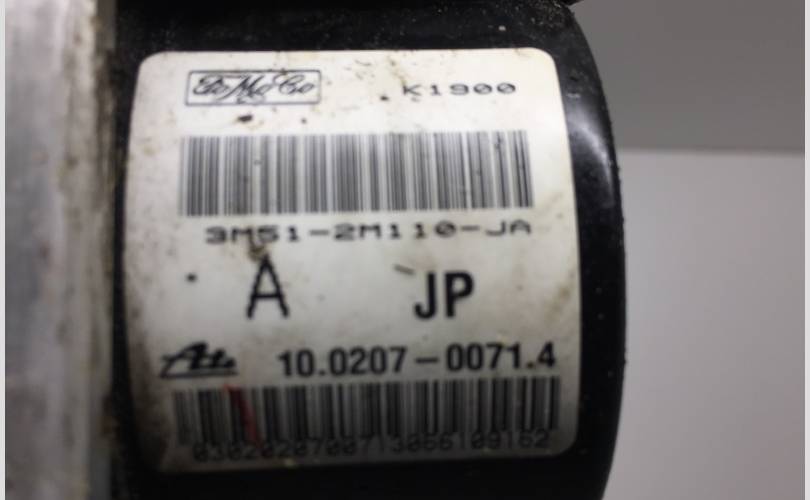 FoMoCo K1900
3M51-2M110-JA
A JP
Ate 10.0207-0071.4